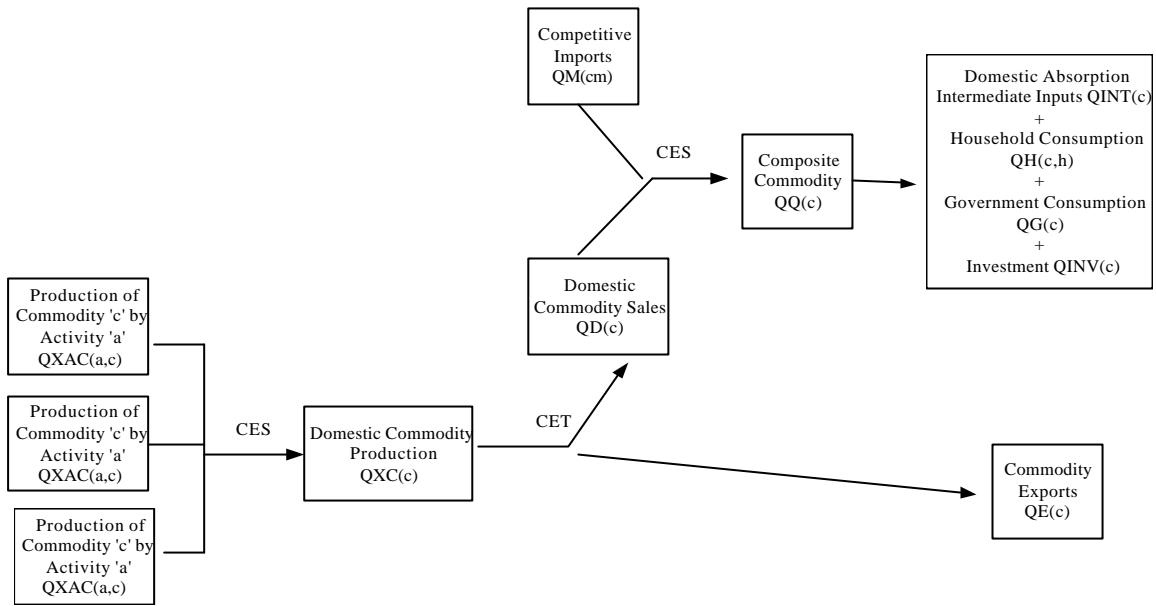 Competitive
Imports
QM(cm)
Domestic Absorption
Intermediate Inputs QINT(c)
+
Household Consumption
QH(c,h)
+
Government Consumption
QG(c)
+
Investment QINV(c)
CES
Composite
Commodity
QQ(c)
Domestic
Commodity Sales
QD(c)
Production of
Commodity 'c' by
Activity 'a'
QXAC(a,c)
Production of
Commodity 'c' by
Activity 'a'
QXAC(a,c)
Production of
Commodity 'c' by
Activity 'a'
QXAC(a,c)
CES
Domestic Commodity
Production
QXC(c)
CET
Commodity
Exports
QE(c)